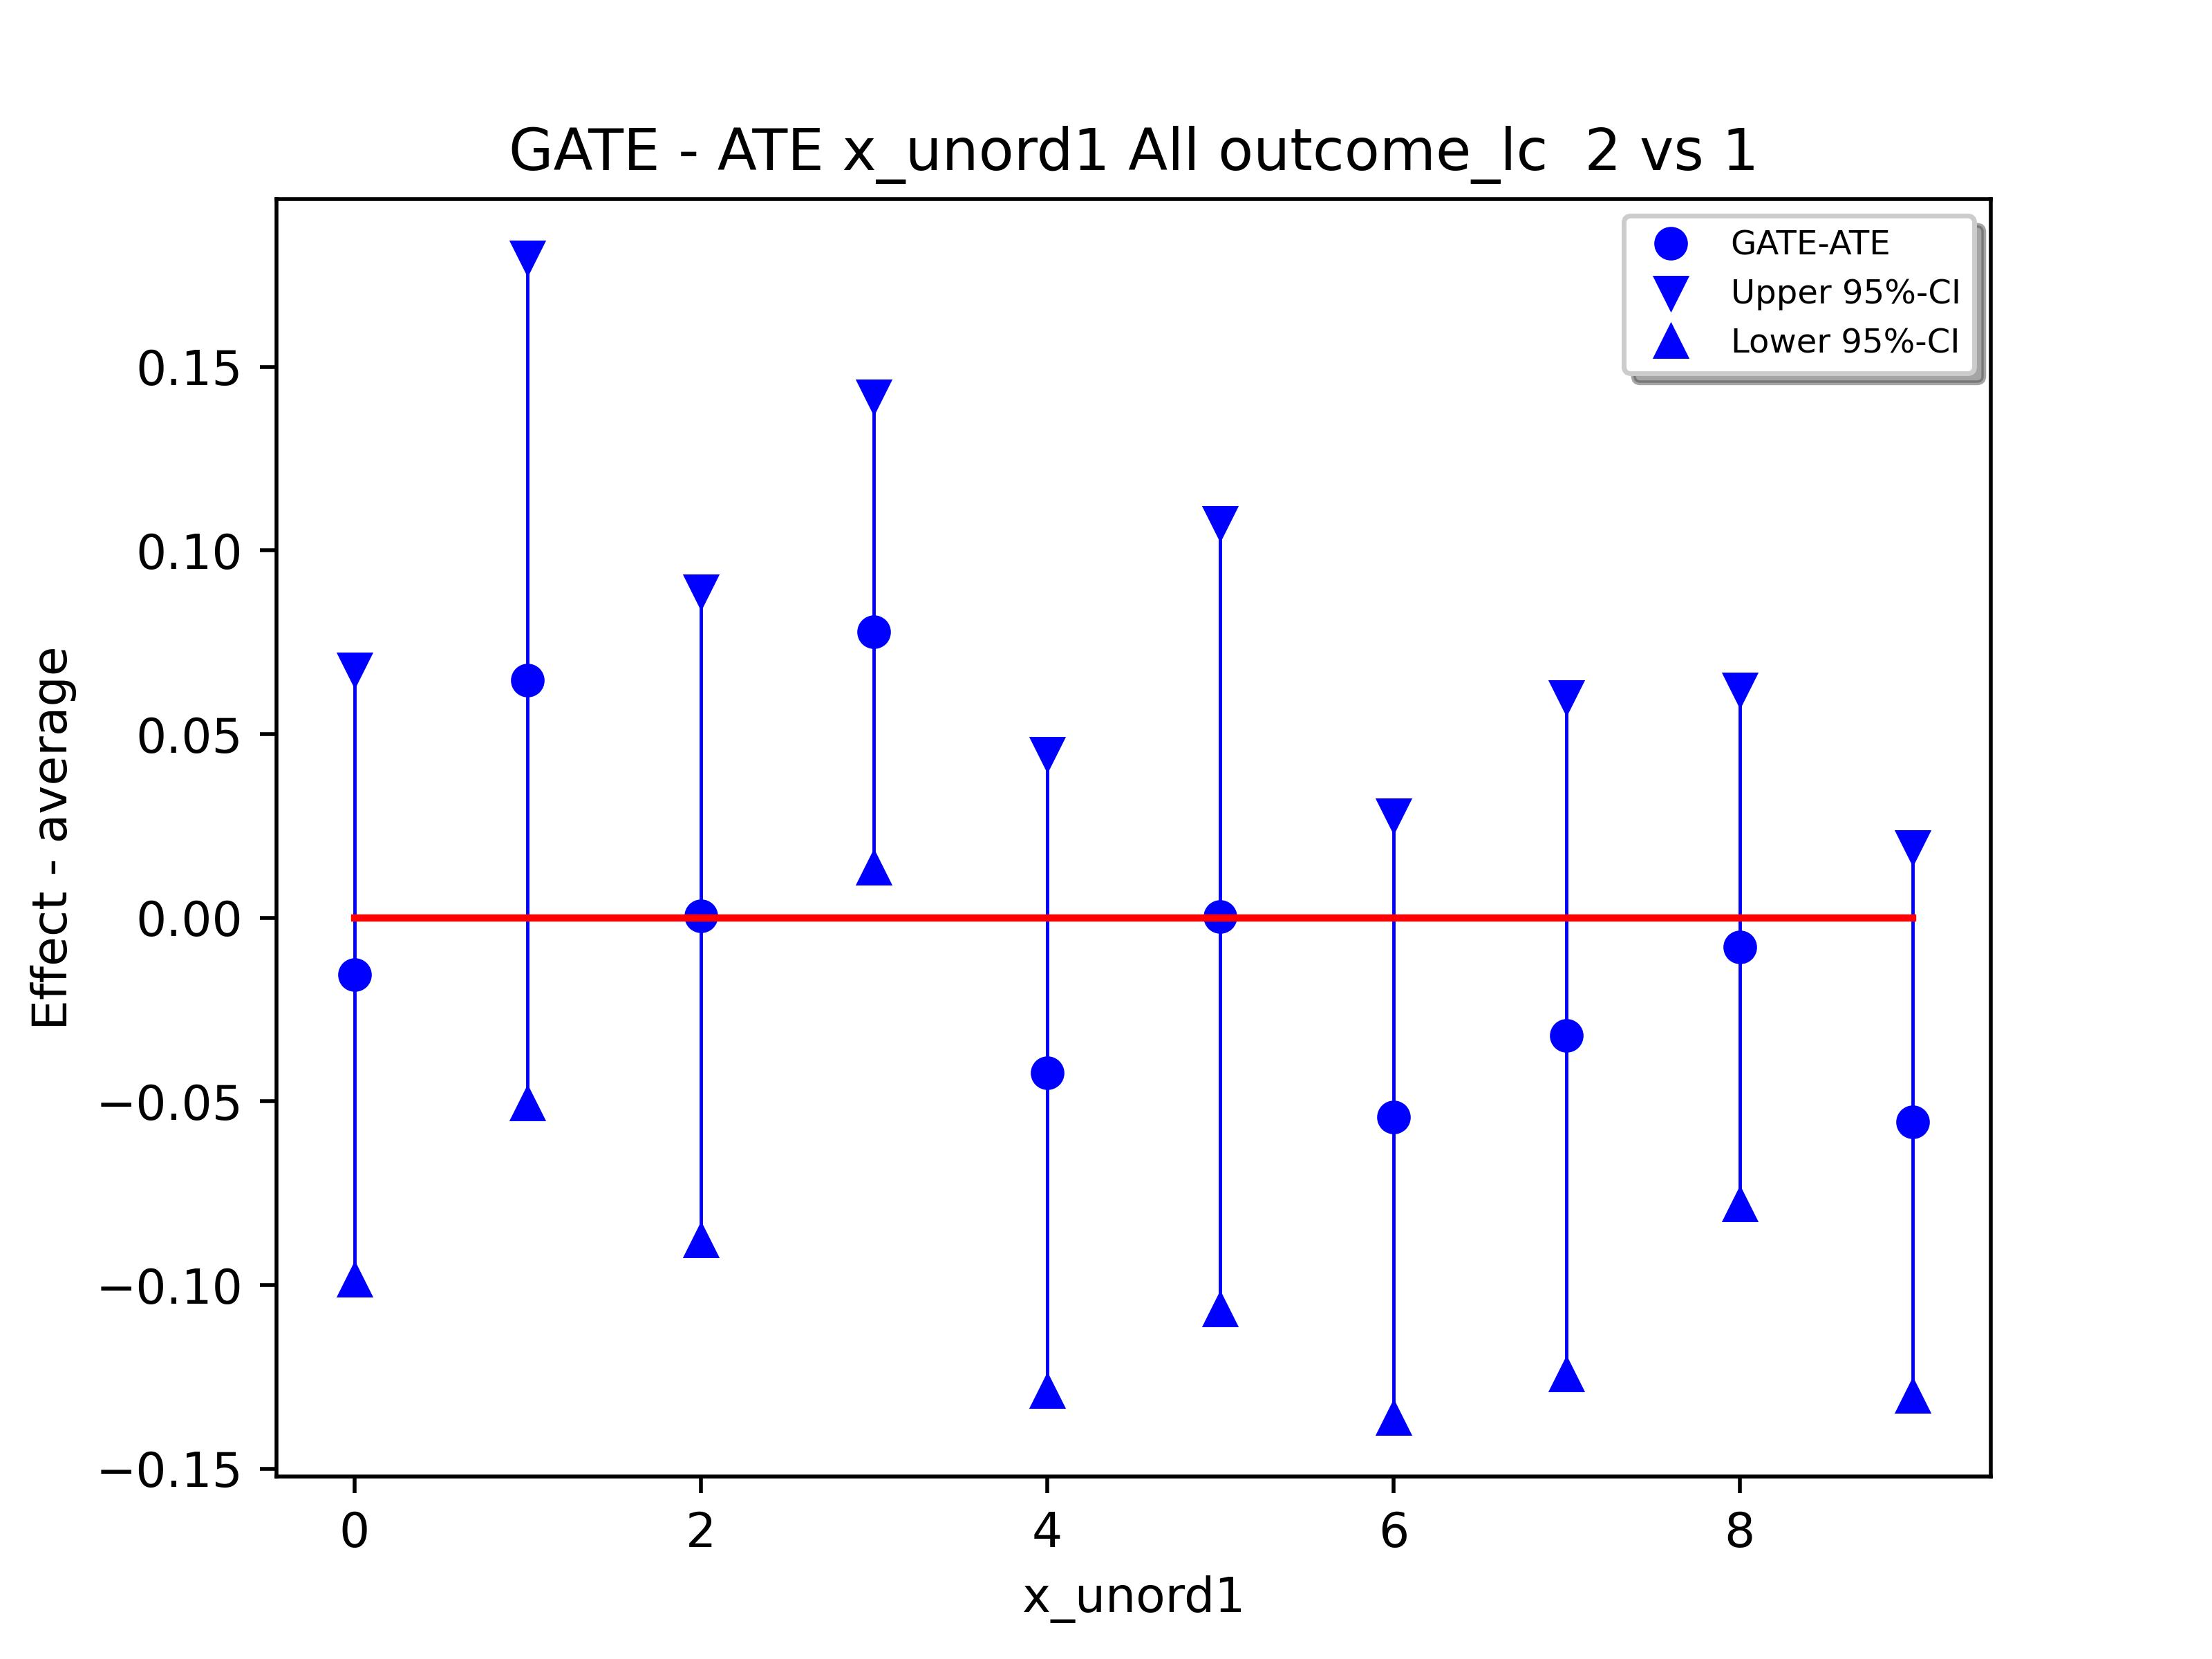 GATE - ATE x_unord1 All outcome_lc  2 vs 1
GATE-ATE
Upper 95%-CI
Lower 95%-CI
Effect - average
0.15
0.10
0.05
0.00
−0.05
−0.10
−0.15
0 2 4 6 8
x_unord1